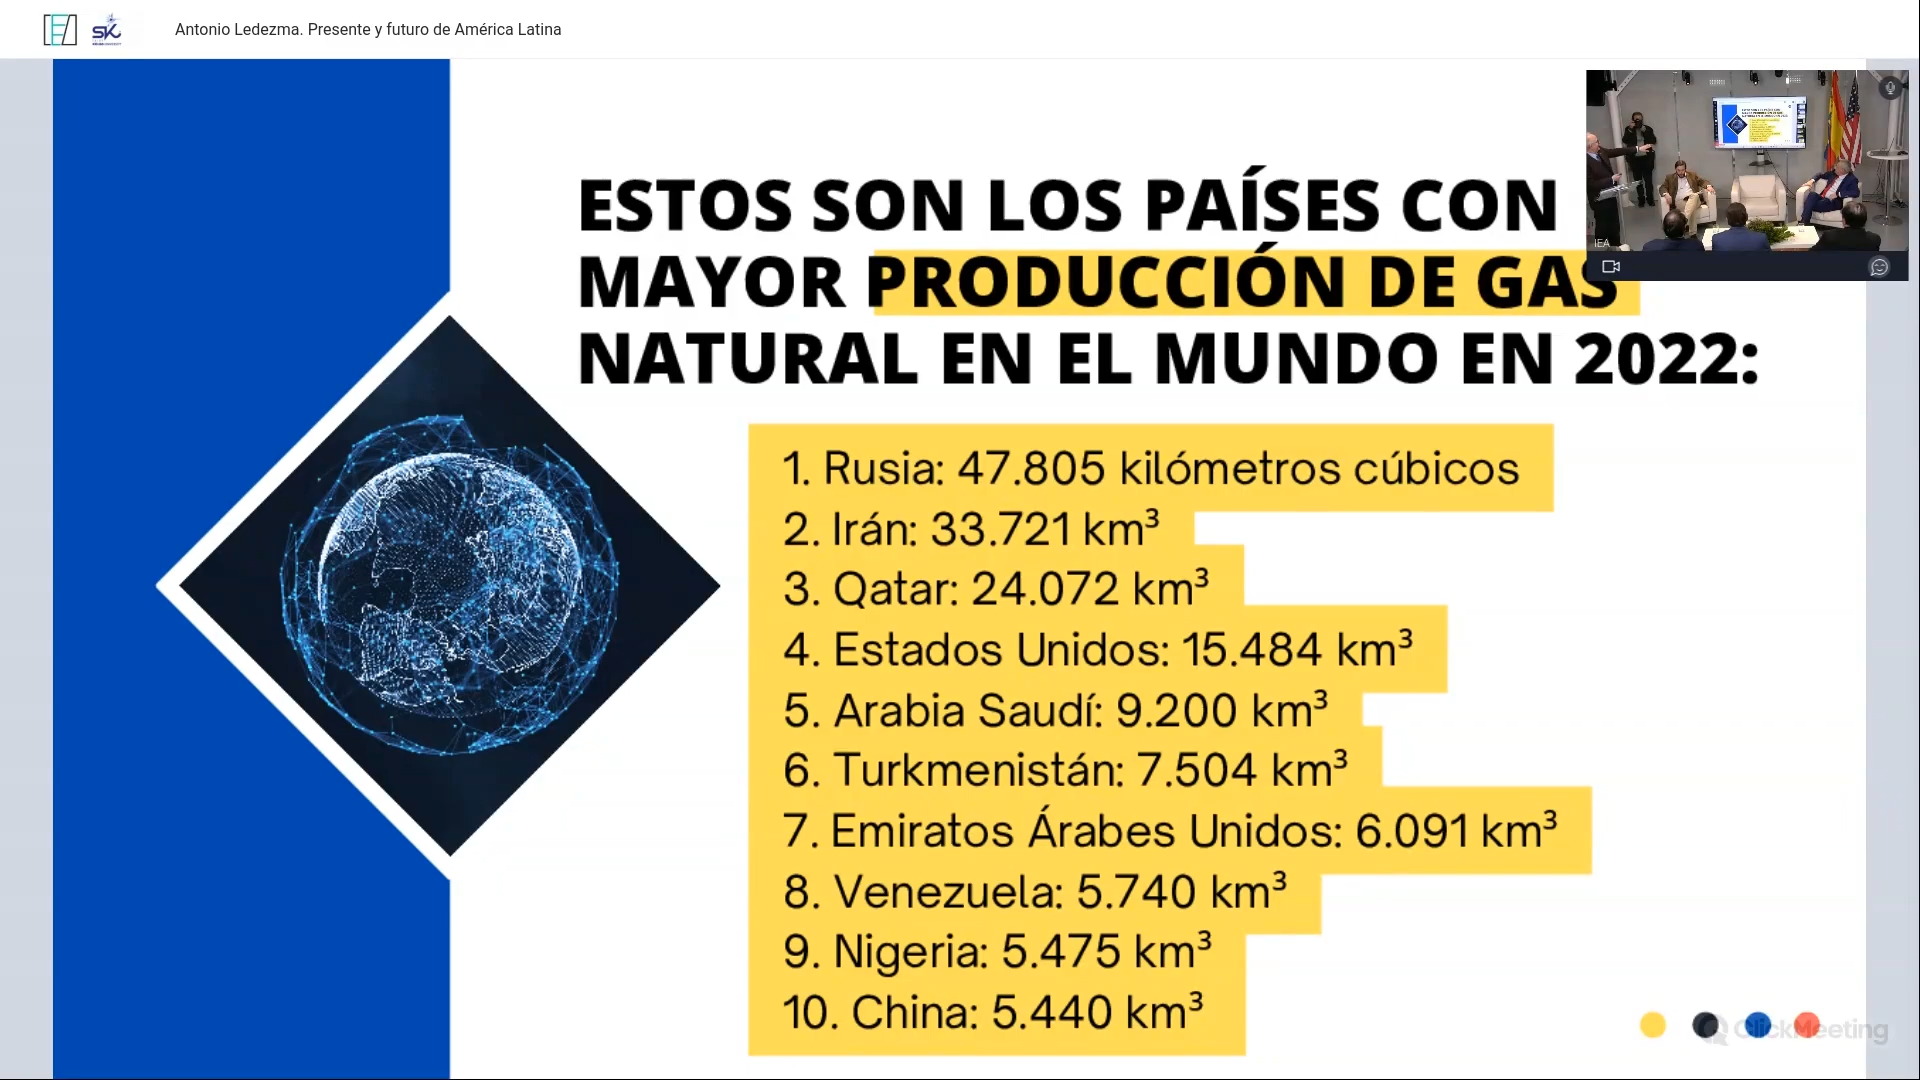 Antonio Ledezma. Presente y futuro de América Latina
ESTOS SON LOS PAÍSES CON
MAYOR PRODUCCIÓN DE GAS
NATURAL EN EL MUNDO EN 2022:
1. Rusia: 47.805 kilómetros cúbicos
2. Irán: 33.721 km³
3. Qatar: 24.072 km³
4. Estados Unidos: 15.484 km³
5. Arabia Saudí: 9.200 km³
6. Turkmenistán: 7.504 km³
7. Emiratos Árabes Unidos: 6.091 km³
8. Venezuela: 5.740 km³
9. Nigeria: 5.475 km³
10. China: 5.440 km³
IEA
ClickMeeting
IEA
SK